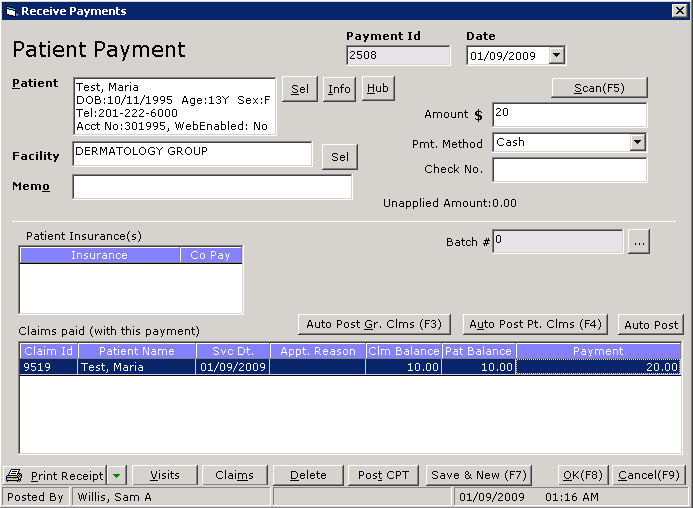 Receive Payments
Patient Payment
Payment Id
Date
2508
01/09/2009
Patient
Test, Maria
DOB:10/11/1995 Age:13Y Sex:F
Tel:201-222-6000
Acct No:301995, WebEnabled: No
Sel
Info
Hub
Scan(F5)
Amount $
20
Pmt. Method
Cash
Check No.
Facility
DERMATOLOGY GROUP
Sel
Memo
Unapplied Amount:0.00
Patient Insurance(s)
Insurance
Co Pay
Batch #
0
...
Claims paid (with this payment)
Auto Post Gr. Clms (F3)
Auto Post Pt. Clms (F4)
Auto Post
Claim Id
Patient Name
Svc Dt.
Appt. Reason
Clm Balance
Pat Balance
Payment
9519
Test, Maria
01/09/2009
10.00
10.00
20.00
Print Receipt
Visits
Claims
Delete
Post CPT
Save & New (F7)
OK(F8)
Cancel(F9)
Posted By
Willis, Sam A
01/09/2009 01:16 AM